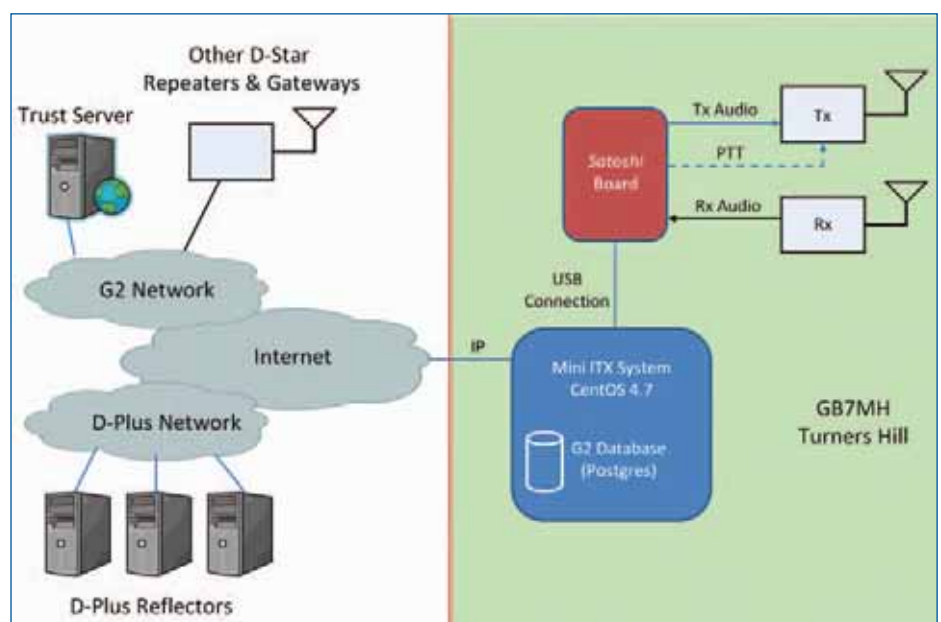 Other D-Star
Repeaters & Gateways
Trust Server
G2 Network
Internet
D-Plus Network
D-Plus Reflectors
IP
Tx Audio
Tx
PTT
Satoshi
Board
Rx Audio
Rx
USB
Connection
Mini ITX System
CentOS 4.7
G2 Database
(Postgres)
GB7MH
Turners Hill